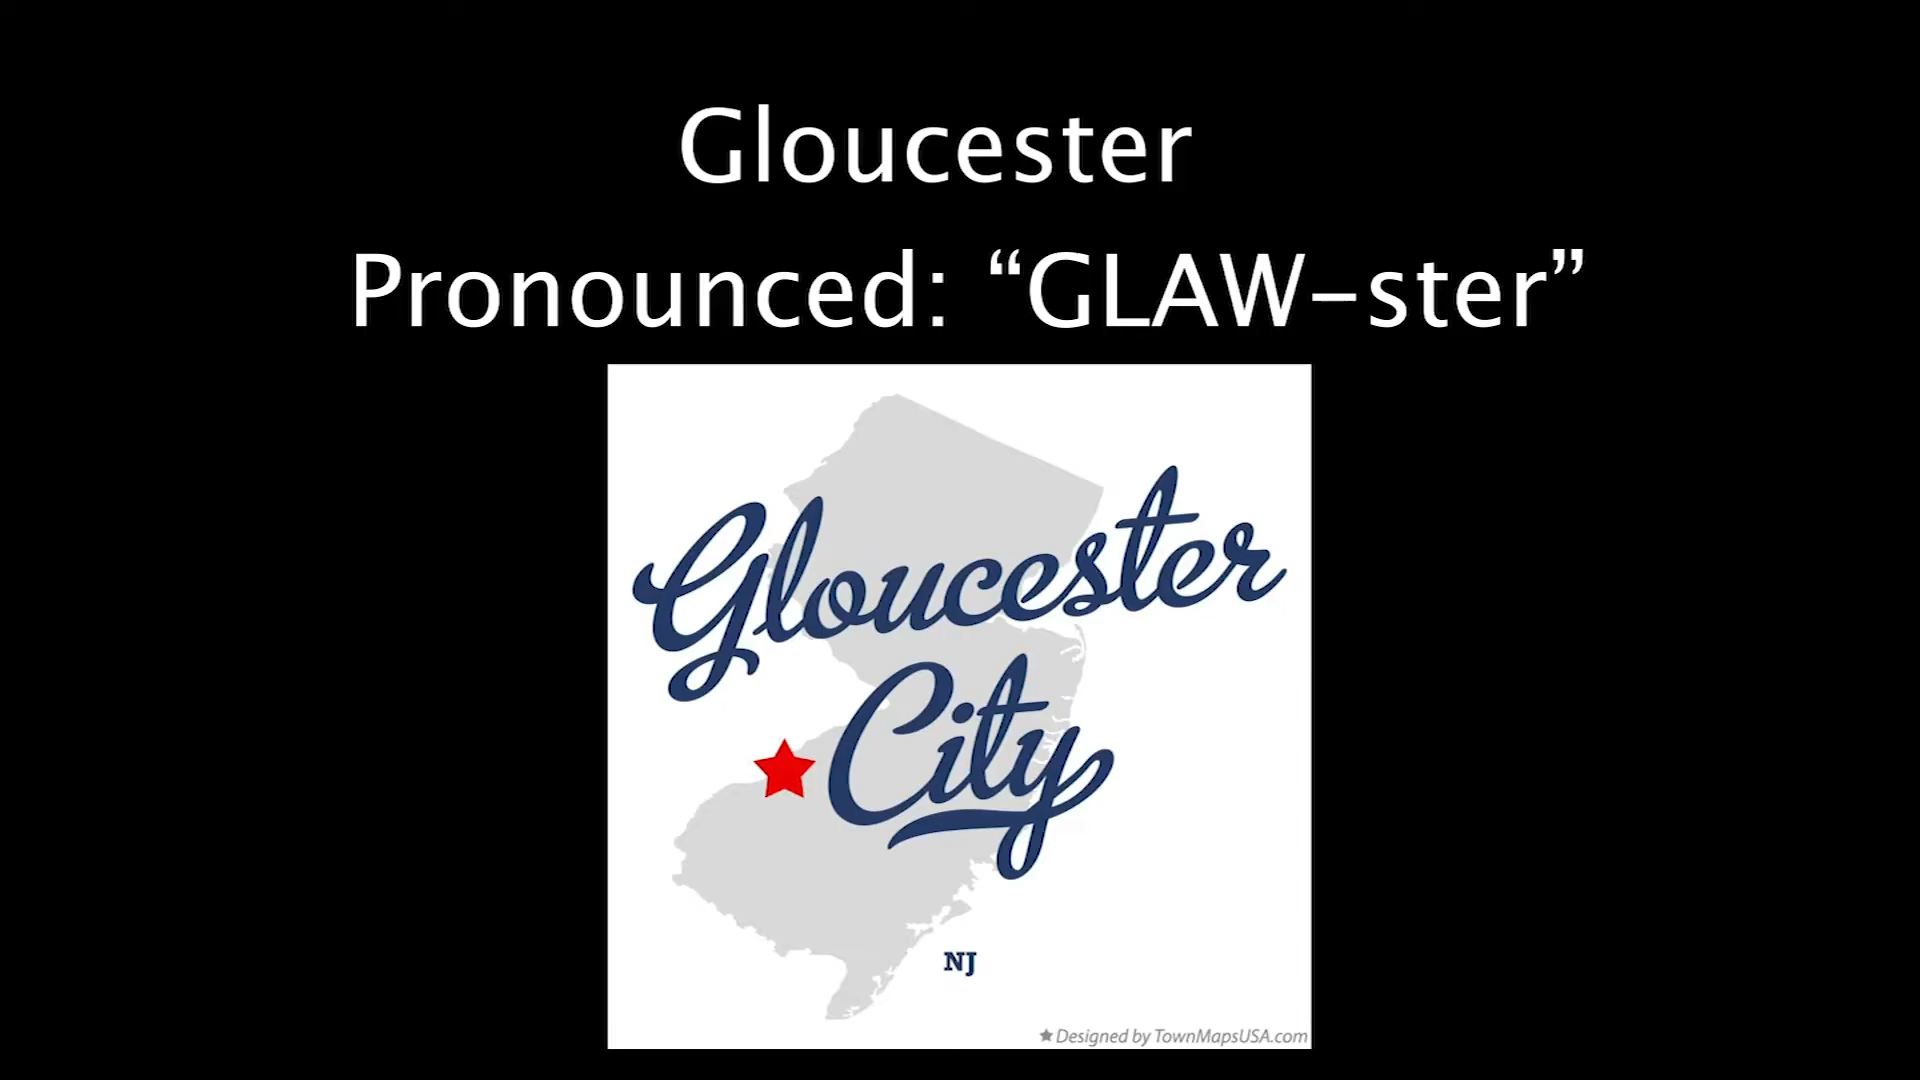 Gloucester
Pronounced: “GLAW-ster”
Gloucester
City
NJ
Designed by TownMapsUSA.com